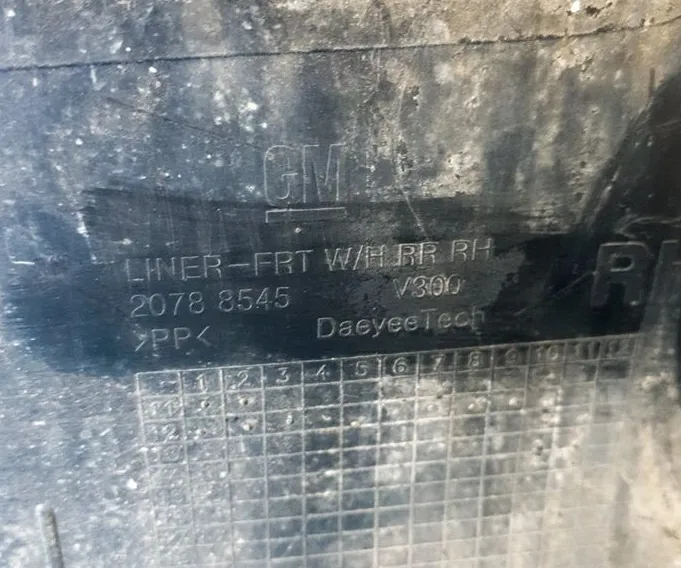 GM
LINER-FRT W/H RR RH
2078 8545 V300
>PP< DaeyeeTech
1 2 3 4 5 6 7 8 9 10 11 12